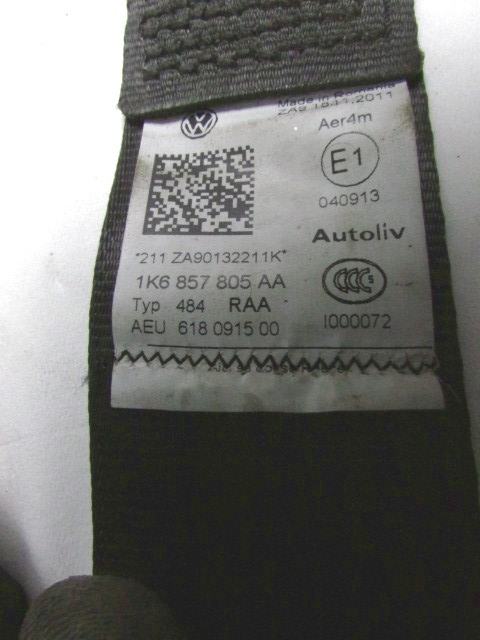 Made in Romania
ZA9 18.11.2011
Aer4m
E1
040913
Autoliv
CCC S
*211 ZA90132211K*
1K6 857 805 AA
Typ 484 RAA
AEU 618 0915 00
I000072